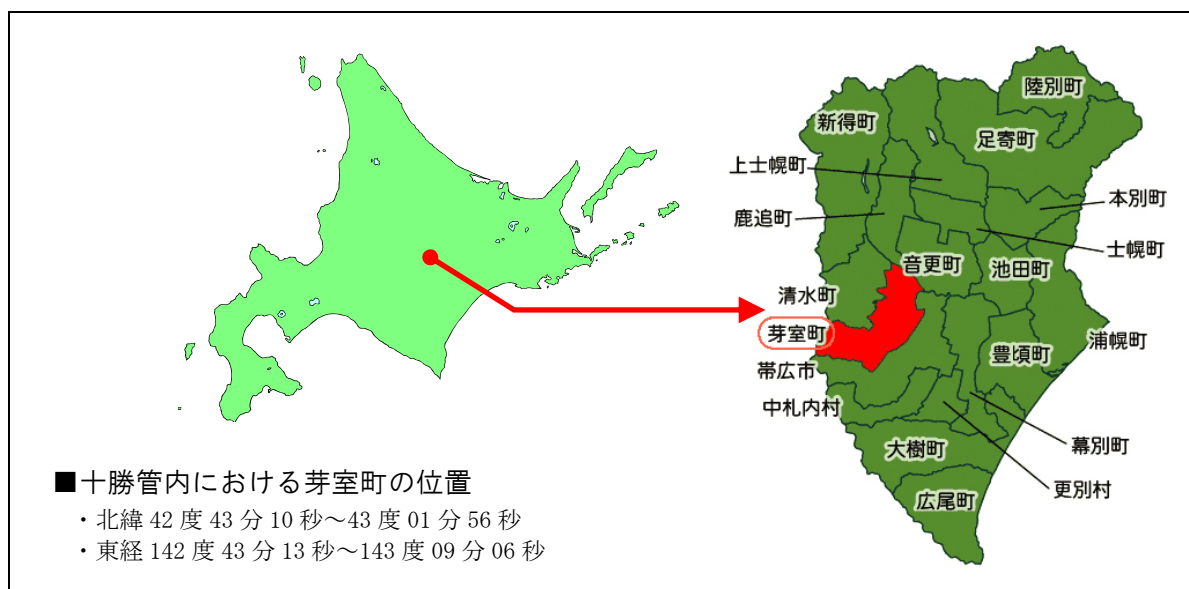 陸別町
新得町
足寄町
上士幌町
本別町
鹿追町
士幌町
音更町
池田町
清水町
芽室町
浦幌町
豊頃町
帯広市
中札内村
幕別町
大樹町
更別村
広尾町
■十勝管内における芽室町の位置
・北緯 42 度 43 分 10 秒~43 度 01 分 56 秒
・東経 142 度 43 分 13 秒~143 度 09 分 06 秒